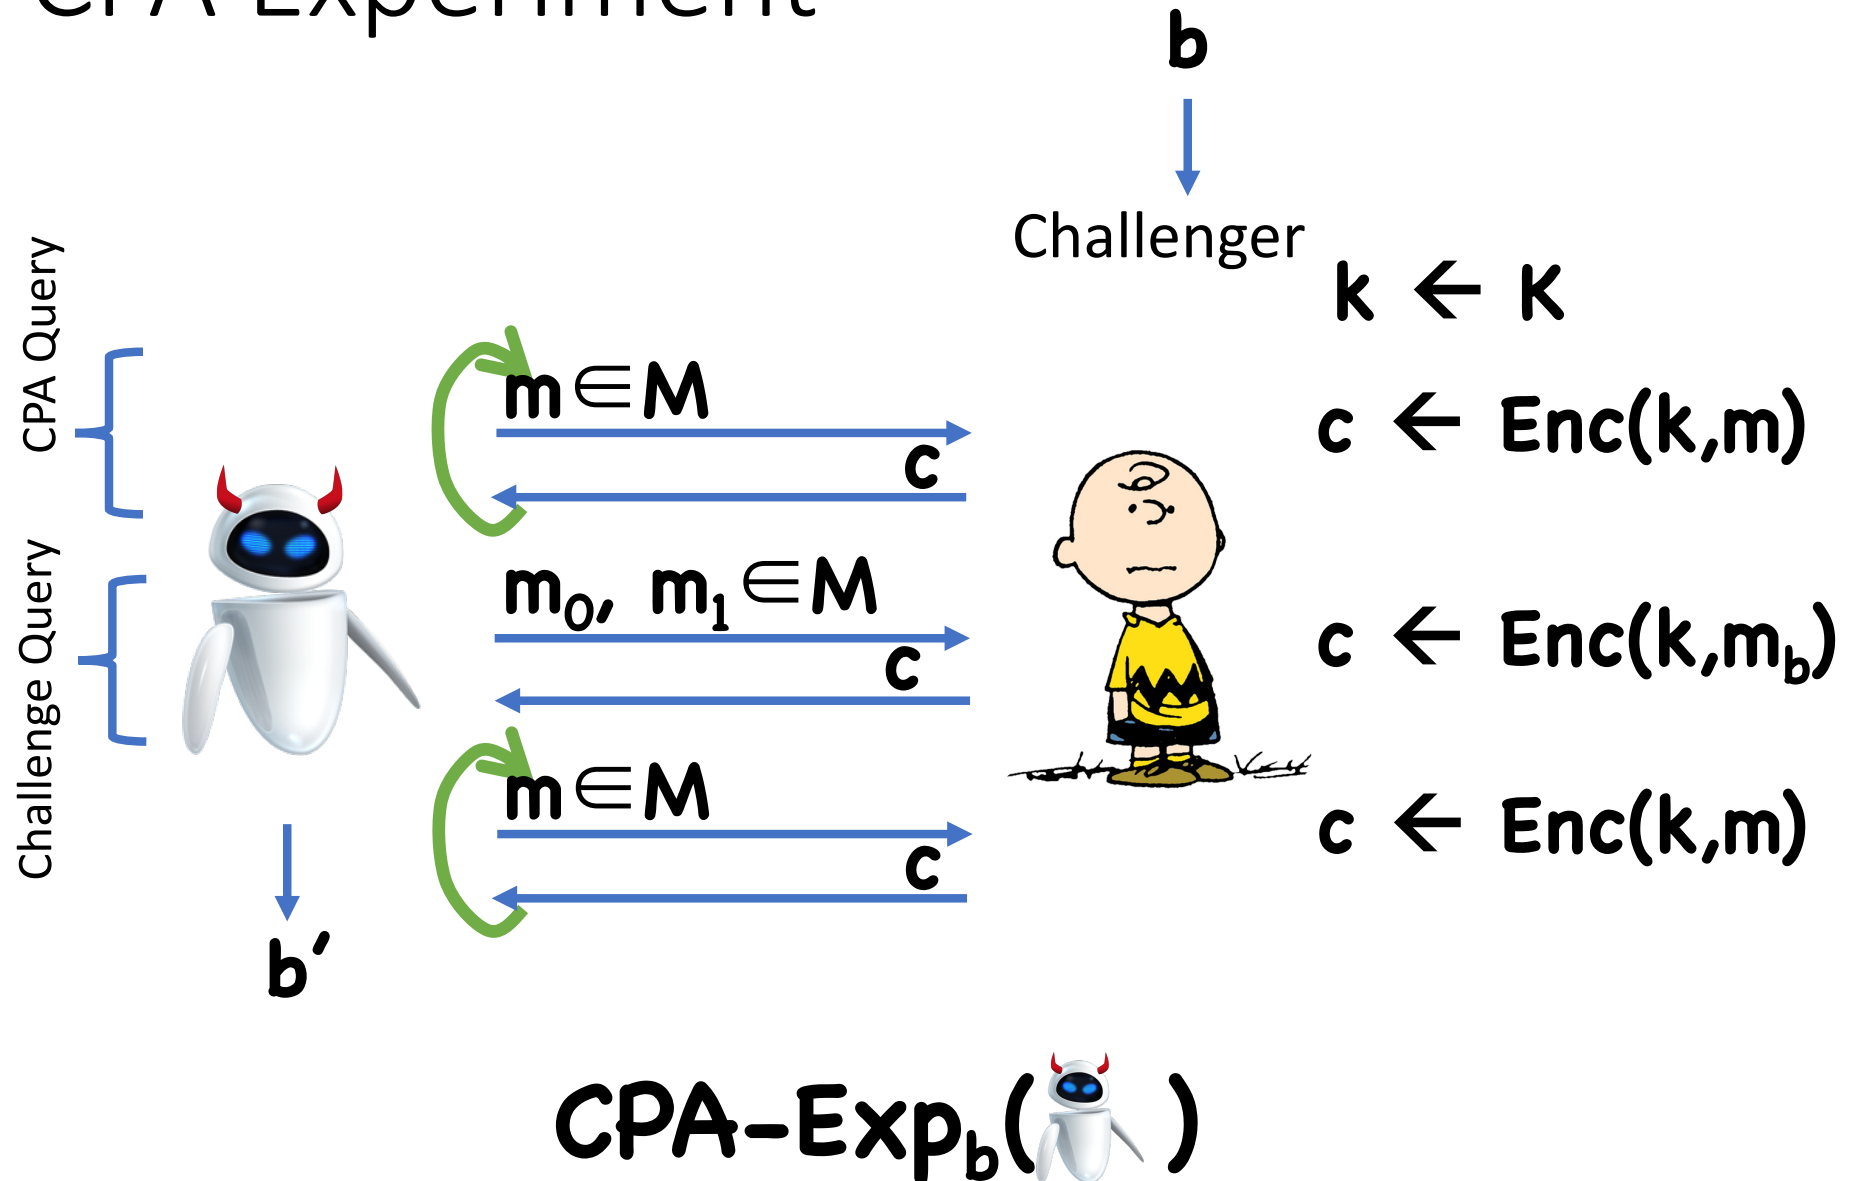 CPA Experiment
b
Challenger
k ← K
CPA Query
m∈M
c
c ← Enc(k,m)
Challenge Query
m₀, m₁∈M
c
c ← Enc(k,m_b)
m∈M
c
c ← Enc(k,m)
b′
CPA-Exp_b( )